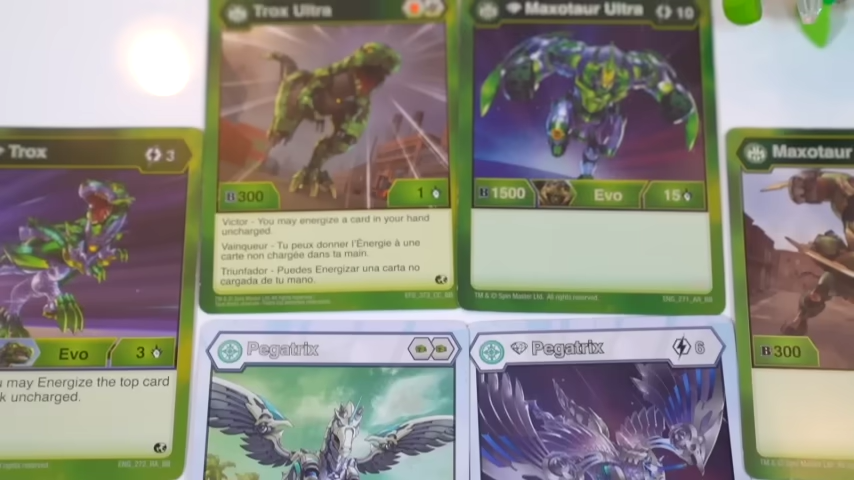 Trox Ultra
Maxotaur Ultra
10
Trox
3
Maxotaur
B 300
1
B 1500
Evo
15
Victor - You may energize a card in your hand
uncharged.
Vainqueur - Tu peux donner l'Énergie à une
carte non chargée dans ta main.
Triunfador - Puedes Energizar una carta no
cargada de tu mano.
TM & © Spin Master Ltd. All rights reserved.
ENG_271_AR_BB
Evo
3
may Energize the top card
k uncharged.
ENG_272_AR_BB
B 300
Pegatrix
Pegatrix
6